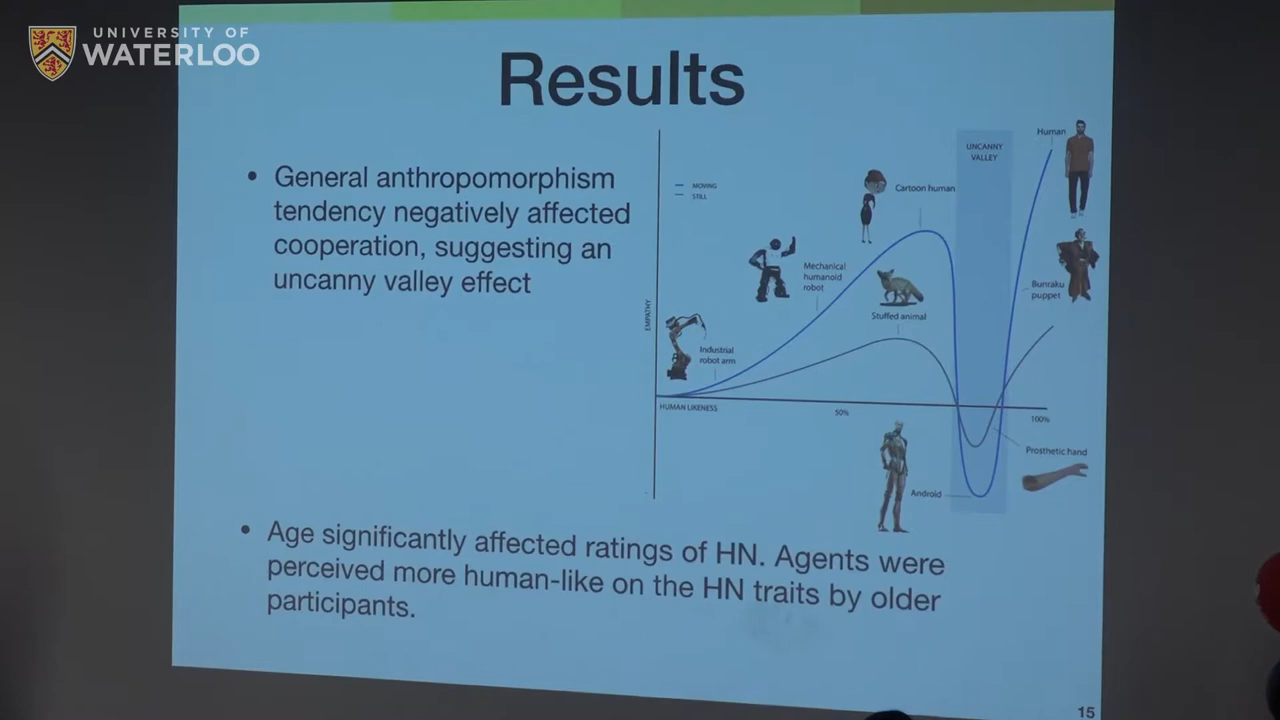 UNIVERSITY OF
WATERLOO
Results
• General anthropomorphism
tendency negatively affected
cooperation, suggesting an
uncanny valley effect
UNCANNY
VALLEY
Human
MOVING
STILL
Cartoon human
Mechanical
humanoid
robot
Bunraku
puppet
Stuffed animal
EMPATHY
Industrial
robot arm
HUMAN LIKENESS
50%
100%
Prosthetic hand
Android
• Age significantly affected ratings of HN. Agents were
perceived more human-like on the HN traits by older
participants.
15